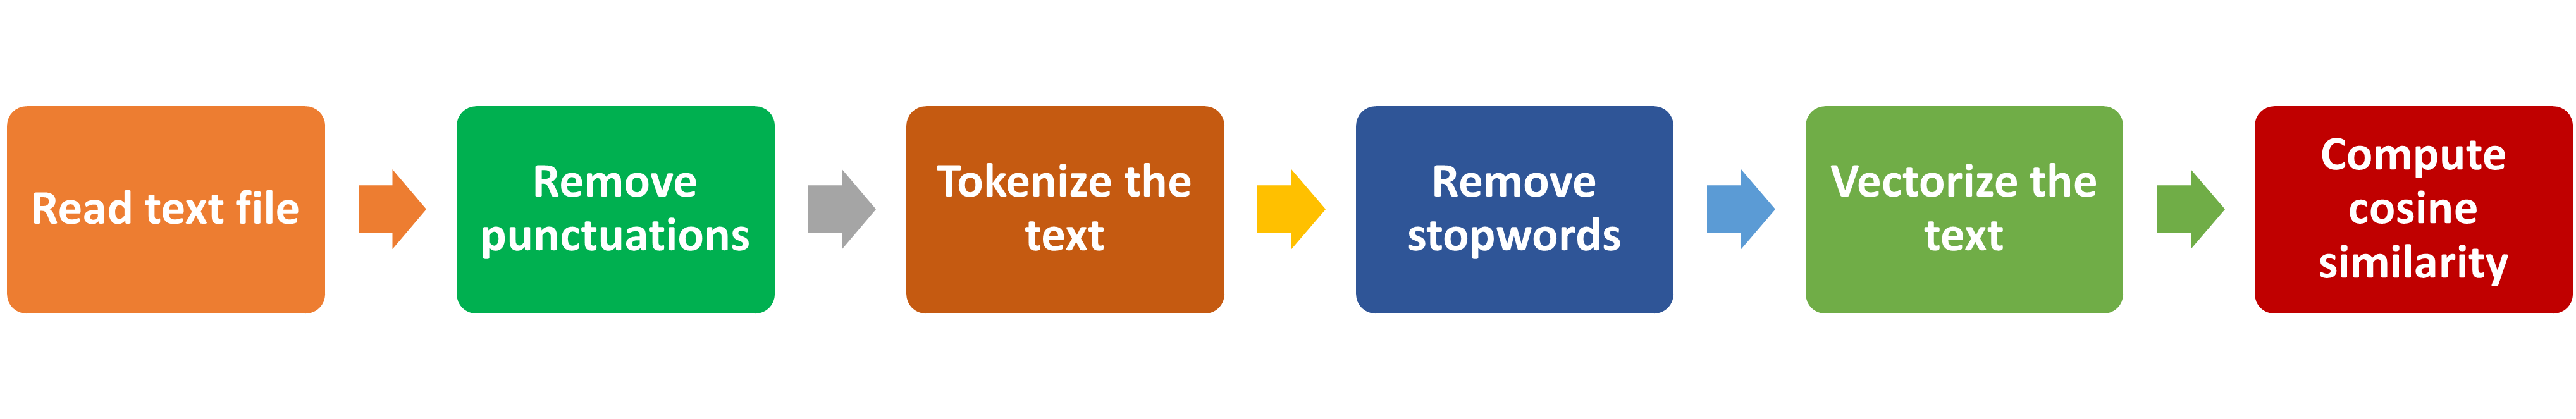 Read text file
Remove
punctuations
Tokenize the
text
Remove
stopwords
Vectorize the
text
Compute
cosine
similarity